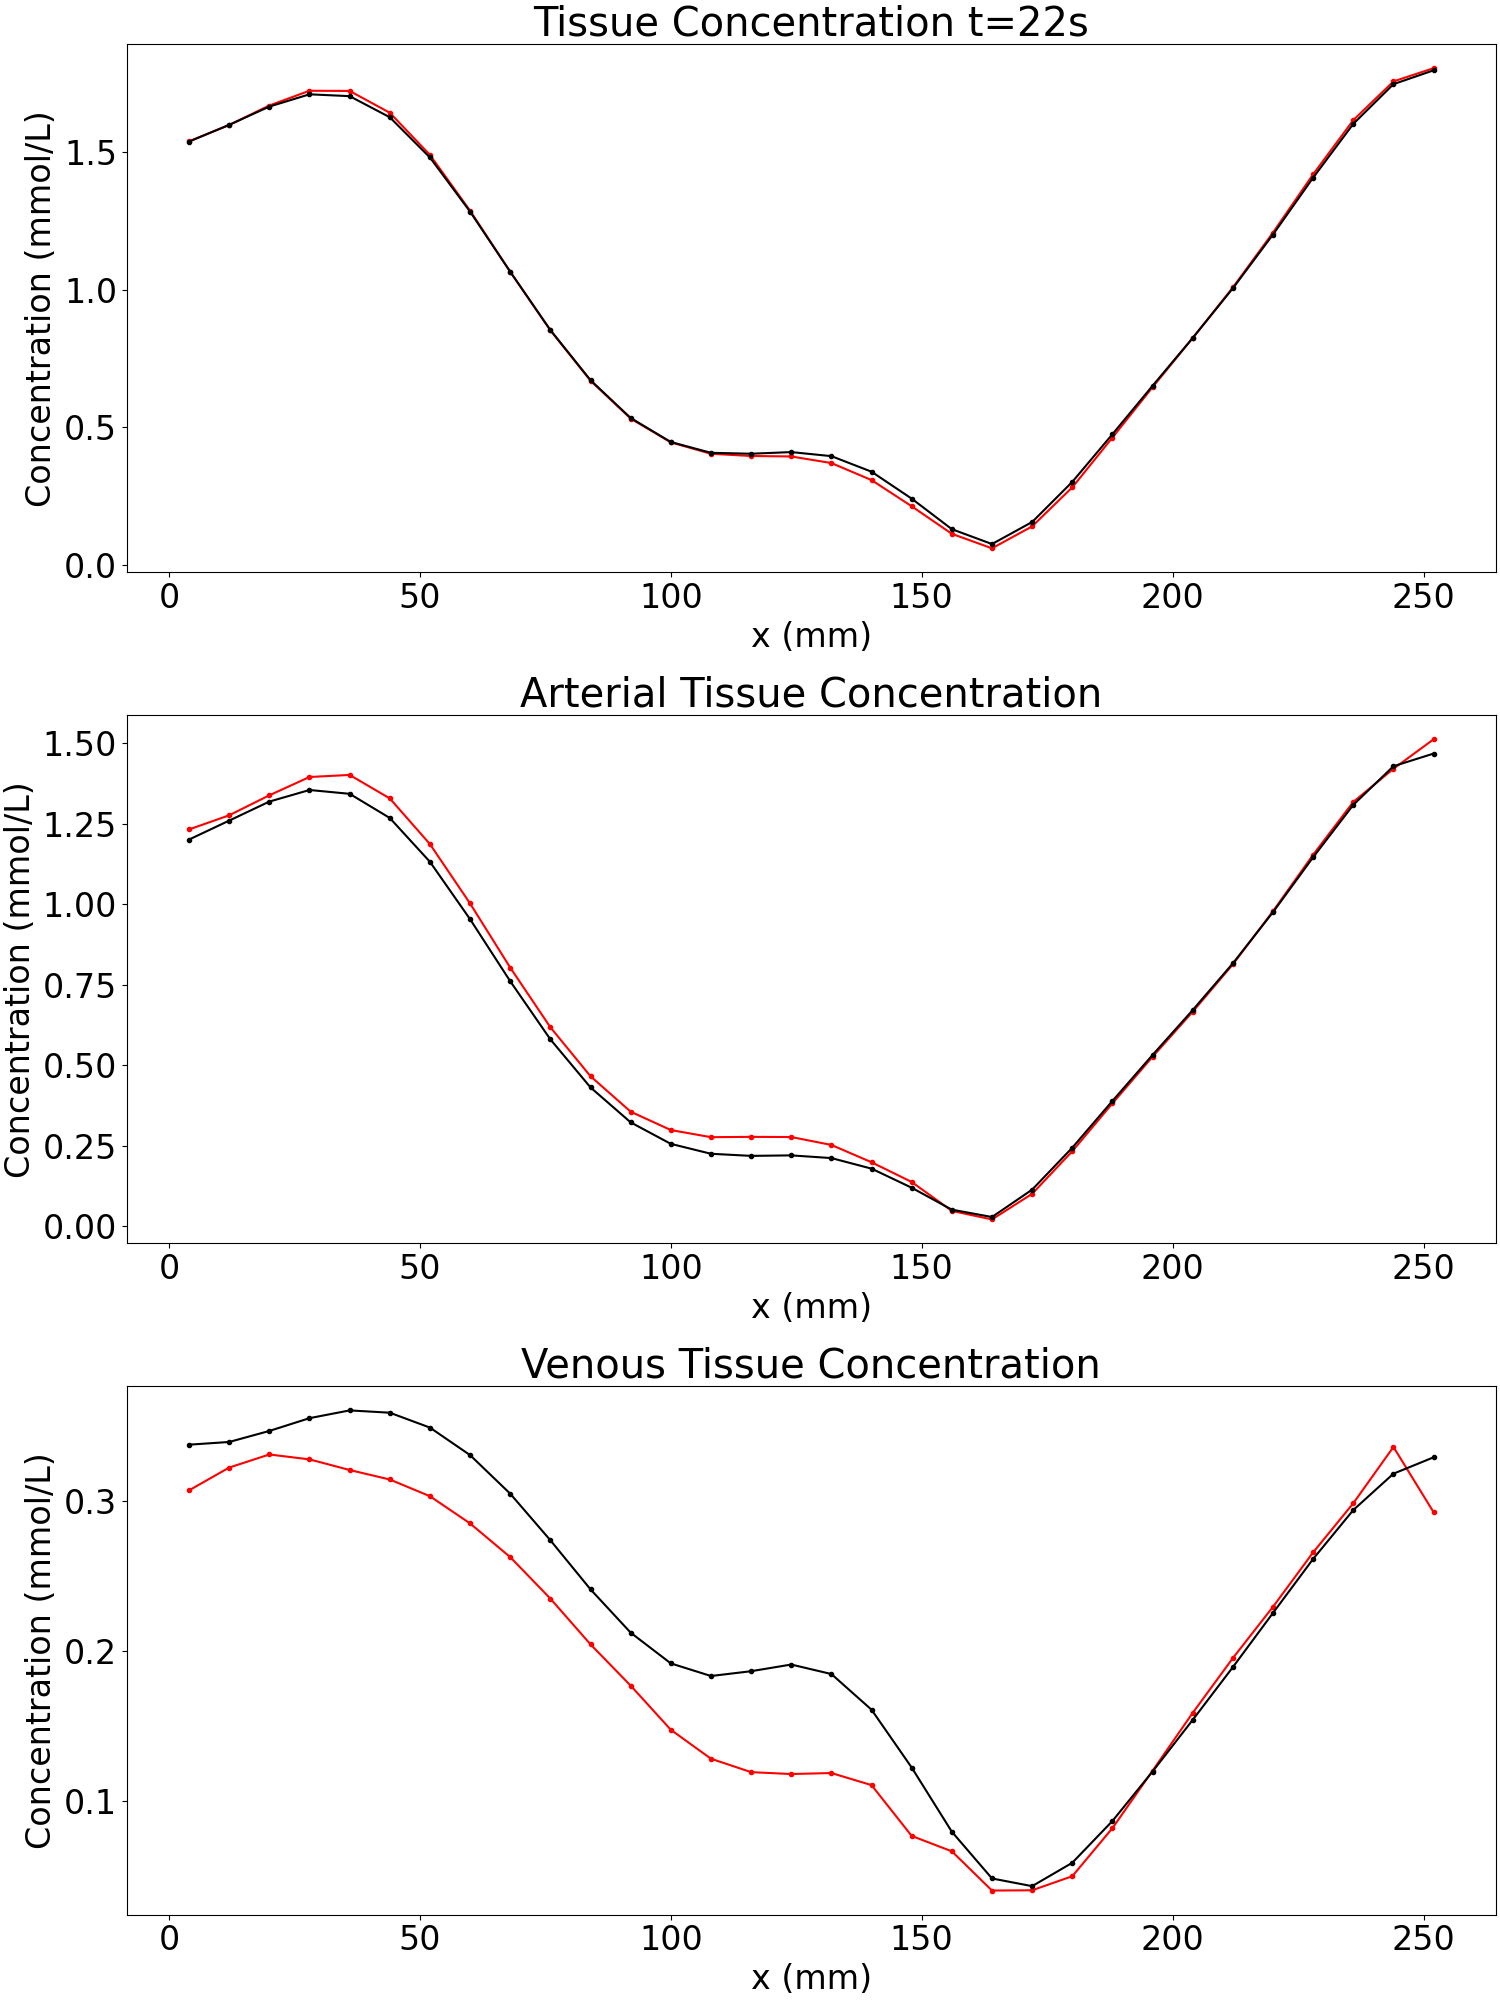 Tissue Concentration t=22s
Concentration (mmol/L)
1.5
1.0
0.5
0.0
0 50 100 150 200 250
x (mm)
Arterial Tissue Concentration
Concentration (mmol/L)
1.50
1.25
1.00
0.75
0.50
0.25
0.00
0 50 100 150 200 250
x (mm)
Venous Tissue Concentration
Concentration (mmol/L)
0.3
0.2
0.1
0 50 100 150 200 250
x (mm)